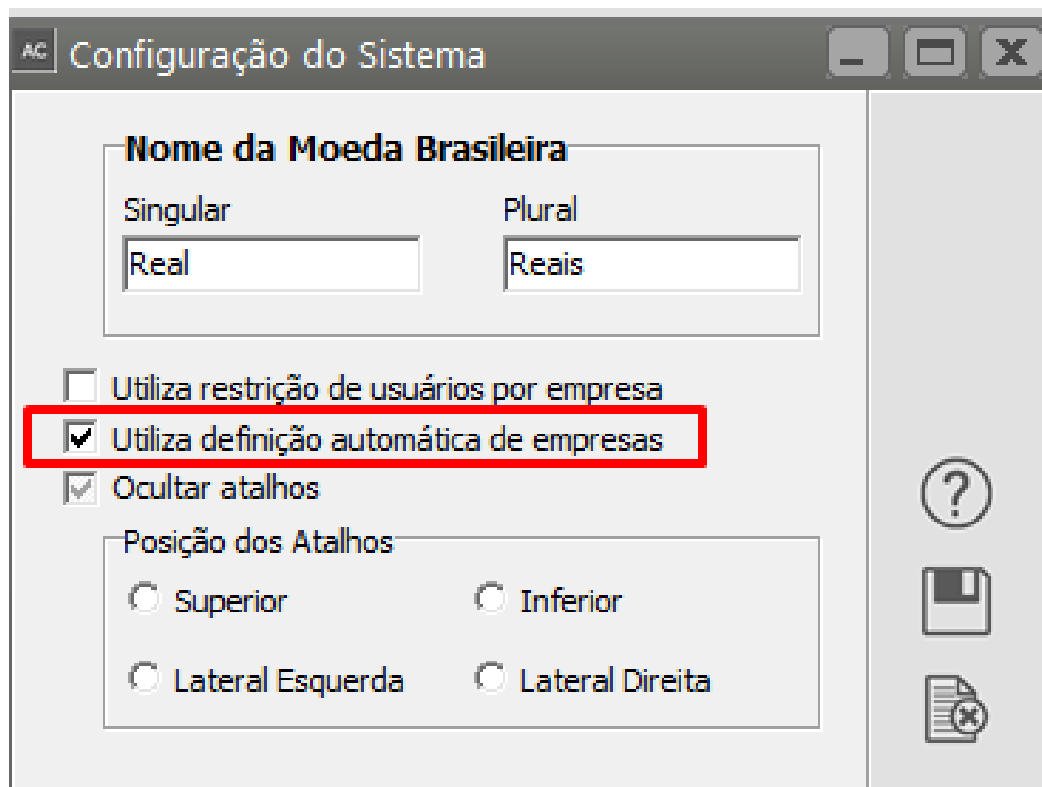 AC Configuração do Sistema
Nome da Moeda Brasileira
Singular Plural
Real Reais
Utiliza restrição de usuários por empresa
Utiliza definição automática de empresas
Ocultar atalhos
Posição dos Atalhos
Superior Inferior
Lateral Esquerda Lateral Direita